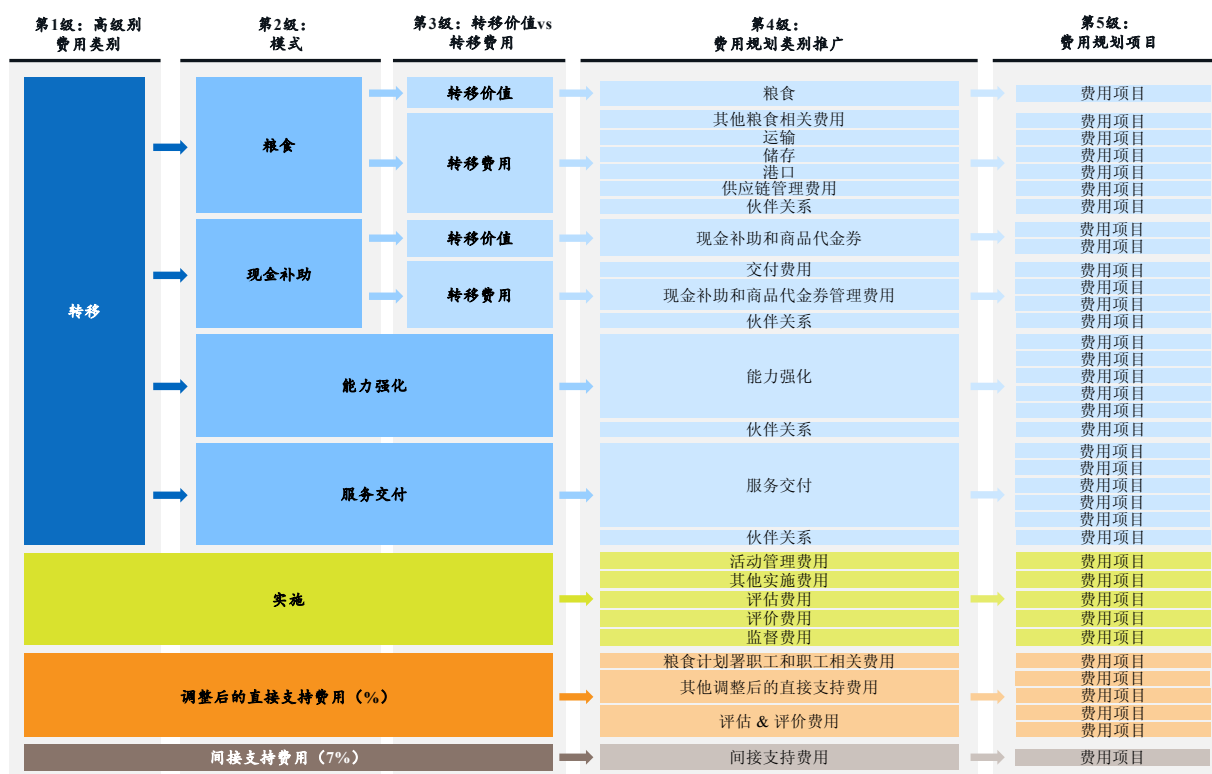 第1级：高级别
费用类别
第2级：
模式
第3级：转移价值vs
转移费用
第4级：
费用规划类别推广
第5级：
费用规划项目
转移
粮食
转移价值
粮食
费用项目
转移费用
其他粮食相关费用
费用项目
运输
费用项目
储存
费用项目
港口
费用项目
供应链管理费用
费用项目
伙伴关系
费用项目
现金补助
转移价值
现金补助和商品代金券
费用项目
费用项目
转移费用
交付费用
费用项目
现金补助和商品代金券管理费用
费用项目
费用项目
伙伴关系
费用项目
能力强化
能力强化
费用项目
费用项目
费用项目
费用项目
费用项目
伙伴关系
费用项目
服务交付
服务交付
费用项目
费用项目
费用项目
费用项目
费用项目
伙伴关系
费用项目
实施
活动管理费用
费用项目
其他实施费用
费用项目
评估费用
费用项目
评价费用
费用项目
监督费用
费用项目
调整后的直接支持费用（%）
粮食计划署职工和职工相关费用
费用项目
其他调整后的直接支持费用
费用项目
费用项目
评估 & 评价费用
费用项目
费用项目
间接支持费用（7%）
间接支持费用
费用项目